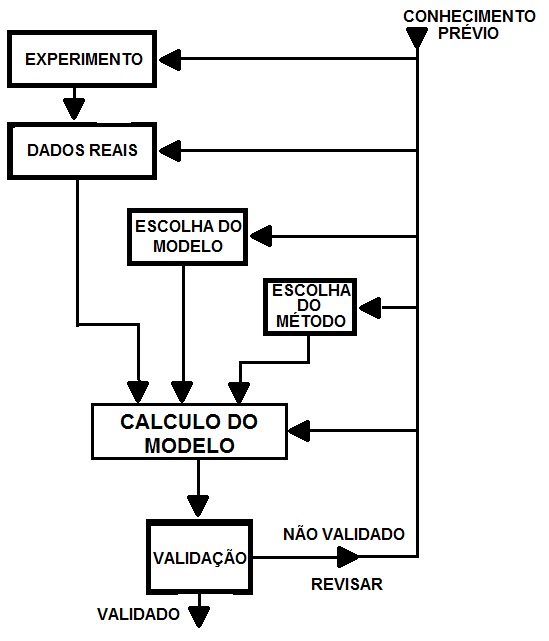 CONHECIMENTO
PRÉVIO
EXPERIMENTO
DADOS REAIS
ESCOLHA DO
MODELO
ESCOLHA
DO
MÉTODO
CALCULO DO
MODELO
NÃO VALIDADO
VALIDAÇÃO
REVISAR
VALIDADO